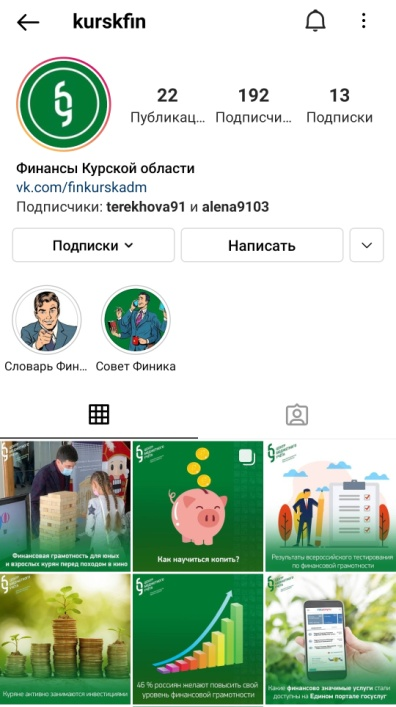 kurskfin
22 192 13
Публикац... Подписчи... Подписки
Финансы Курской области
vk.com/finkurskadm
Подписчики: terekhova91 и alena9103
Подписки Написать
Словарь Фин... Совет Финика
Финансовая грамотность для юных
и взрослых курян перед походом в кино
Как научиться копить?
Результаты всероссийского тестирования
по финансовой грамотности
Куряне активно занимаются инвестициями
46 % россиян желают повысить свой
уровень финансовой грамотности
Какие финансово значимые услуги стали
доступны на Едином портале госуслуг